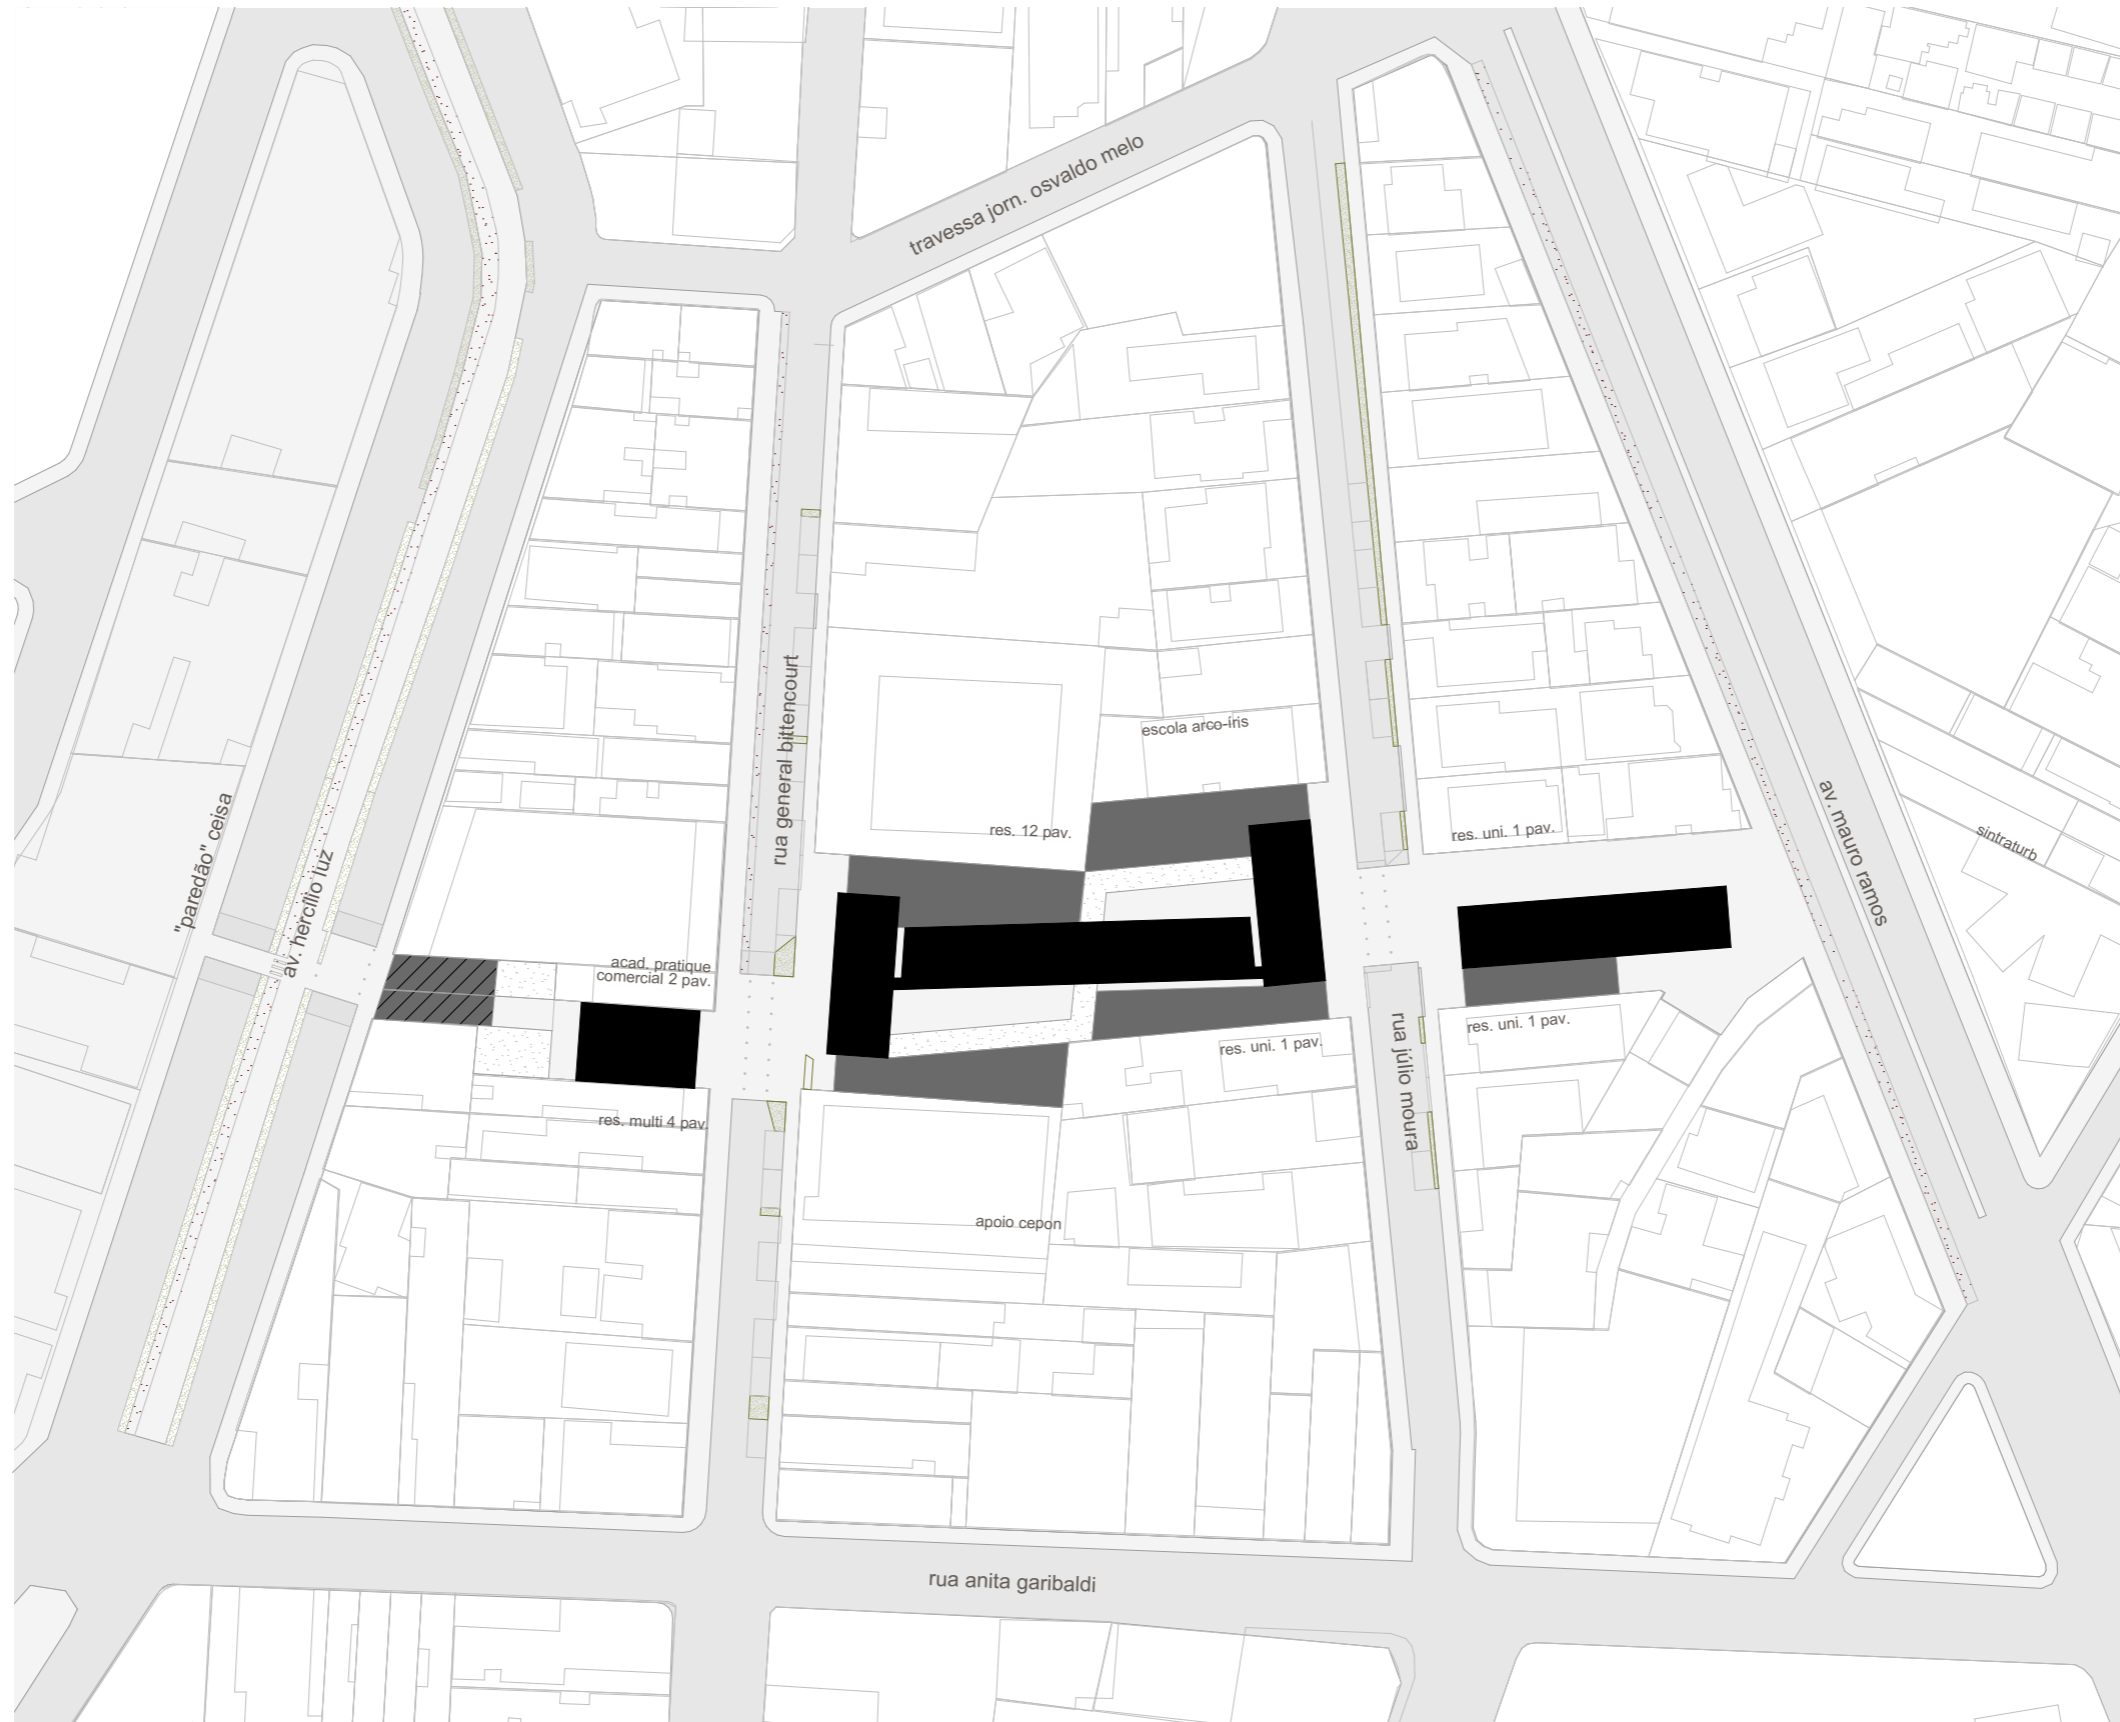 travessa jorn. osvaldo melo
rua general bittencourt
escola arco-íris
res. 12 pav.
res. uni. 1 pav.
av. mauro ramos
sintraturb
"paredão" ceisa
av. hercílio luz
acad. pratique
comercial 2 pav.
res. multi 4 pav.
res. uni. 1 pav.
rua júlio moura
res. uni. 1 pav.
apoio cepon
rua anita garibaldi